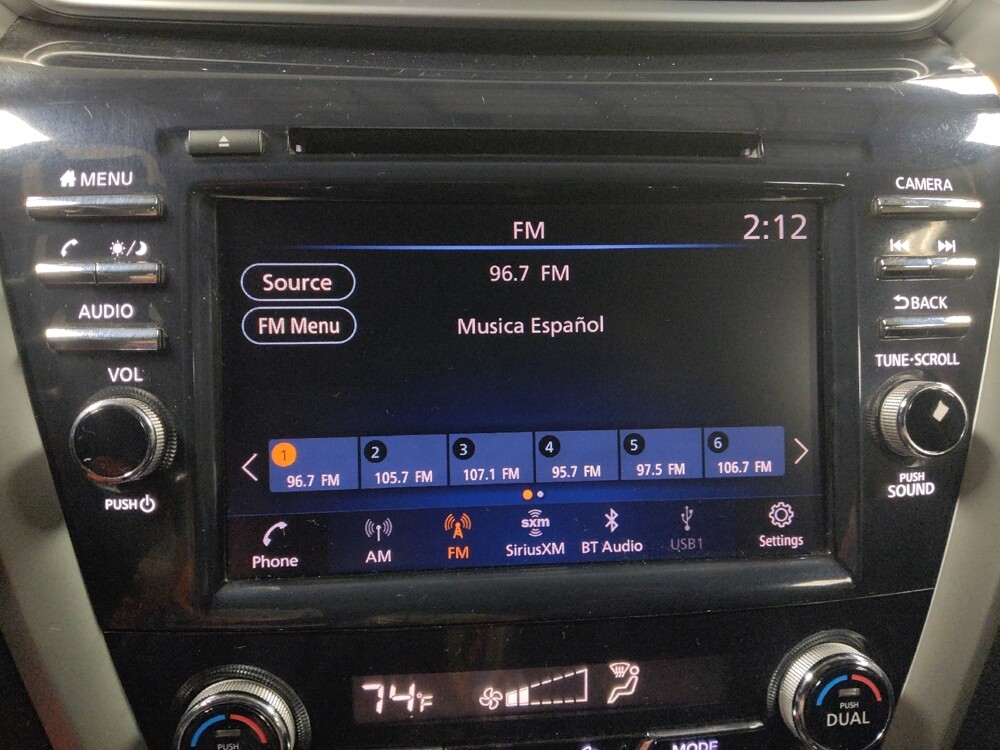 MENU
CAMERA
FM
2:12
Source
96.7 FM
FM Menu
Musica Español
AUDIO
BACK
VOL
TUNE•SCROLL
1
2
3
4
5
6
96.7 FM
105.7 FM
107.1 FM
95.7 FM
97.5 FM
106.7 FM
PUSH
PUSH
SOUND
Phone
AM
FM
sxm
SiriusXM
BT Audio
USB1
Settings
74°F
PUSH
PUSH
DUAL
MODE